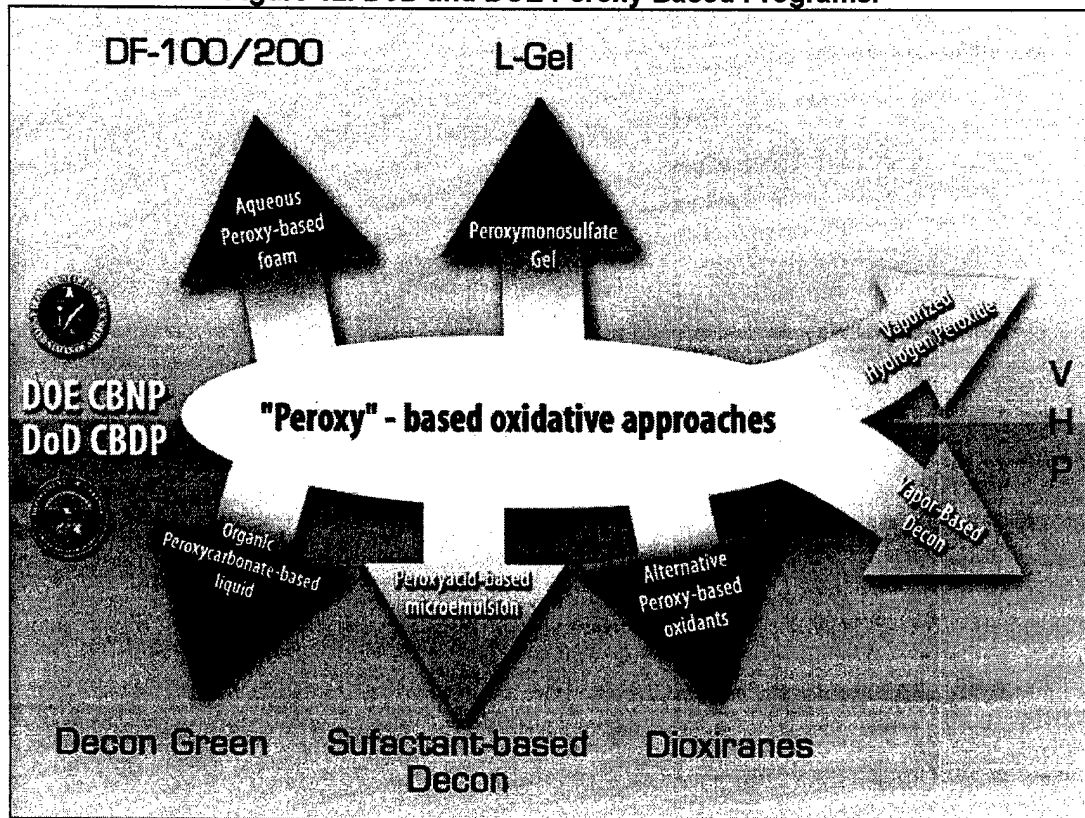 DF-100/200
L-Gel
Aqueous
Peroxy-based
foam
Peroxymonosulfate
Gel
Vaporized
Hydrogen Peroxide
V
H
P
DOE CBNP
DoD CBDP
"Peroxy" - based oxidative approaches
Vapor-Based
Decon
Organic
Peroxycarbonate-based
liquid
Peroxyacid-based
microemulsion
Alternative
Peroxy-based
oxidants
Decon Green
Sufactant-based
Decon
Dioxiranes